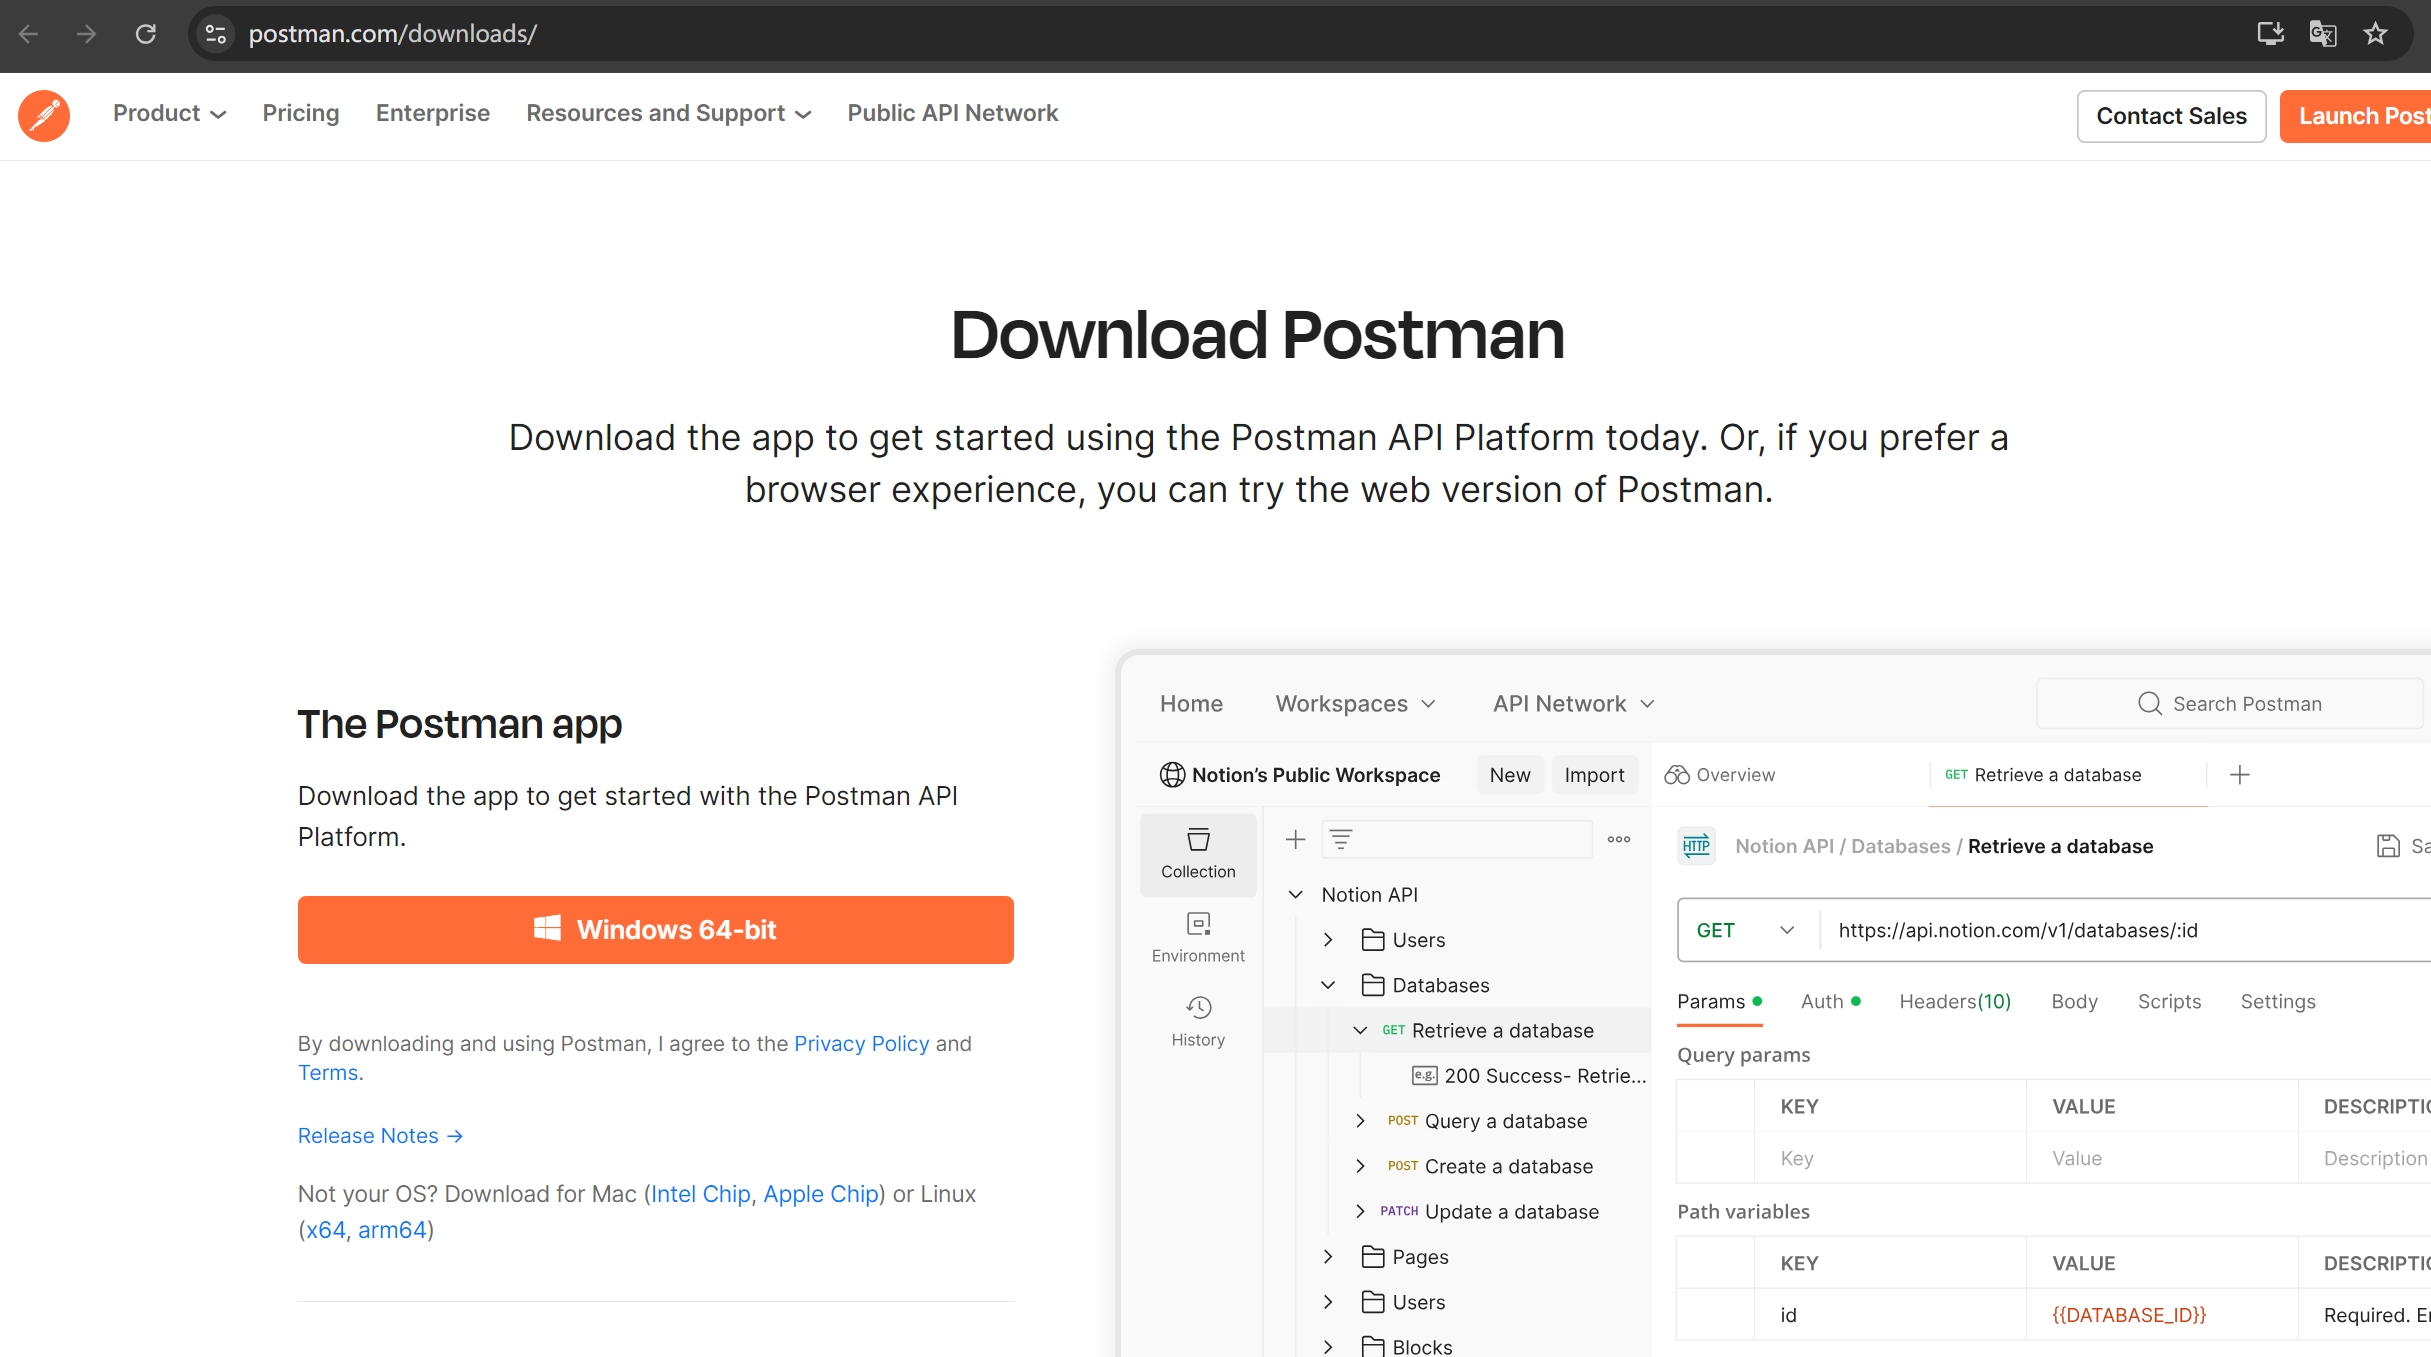 postman.com/downloads/
Product
Pricing
Enterprise
Resources and Support
Public API Network
Contact Sales
Launch Post
Download Postman
Download the app to get started using the Postman API Platform today. Or, if you prefer a
browser experience, you can try the web version of Postman.
The Postman app
Download the app to get started with the Postman API
Platform.
Windows 64-bit
By downloading and using Postman, I agree to the Privacy Policy and
Terms.
Release Notes →
Not your OS? Download for Mac (Intel Chip, Apple Chip) or Linux
(x64, arm64)
Home
Workspaces
API Network
Search Postman
Notion's Public Workspace
New
Import
Overview
GET Retrieve a database
Collection
Environment
History
Notion API
Users
Databases
GET Retrieve a database
e.g. 200 Success- Retrie...
POST Query a database
POST Create a database
PATCH Update a database
Pages
Users
Blocks
HTTP
Notion API / Databases / Retrieve a database
Sa
GET
https://api.notion.com/v1/databases/:id
Params
Auth
Headers(10)
Body
Scripts
Settings
Query params
KEY VALUE DESCRIPTIO
Key Value Description
Path variables
KEY VALUE DESCRIPTIO
id {{DATABASE_ID}} Required. E